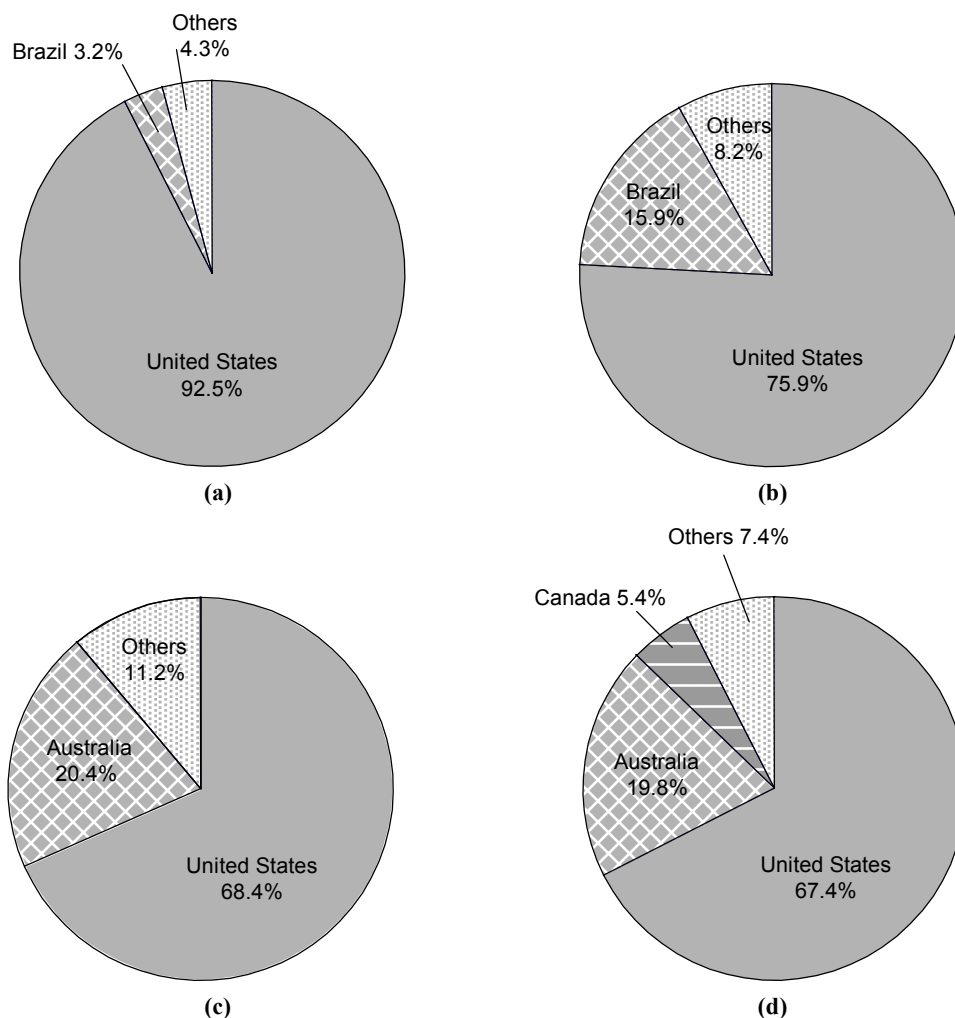 Others
4.3%
Brazil 3.2%
United States
92.5%
(a)
Others
8.2%
Brazil
15.9%
United States
75.9%
(b)
Others
11.2%
Australia
20.4%
United States
68.4%
(c)
Others 7.4%
Canada 5.4%
Australia
19.8%
United States
67.4%
(d)